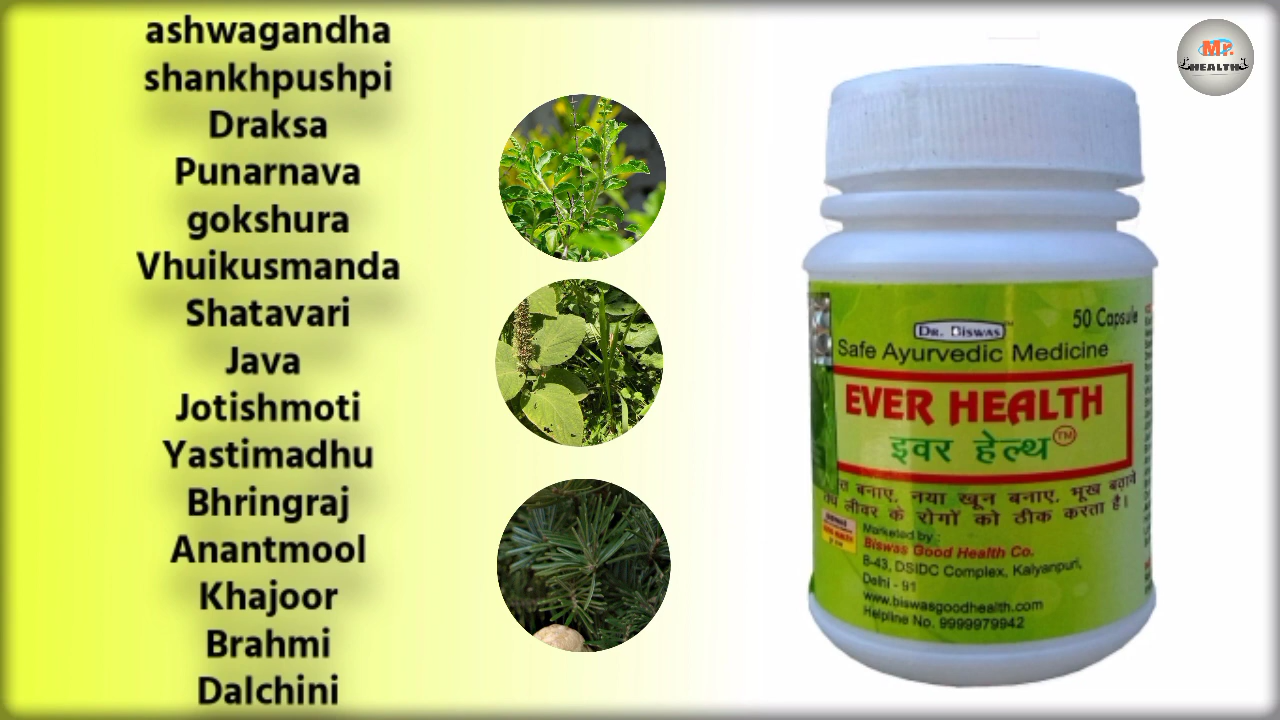 ashwagandha
shankhpushpi
Draksa
Punarnava
gokshura
Vhuikusmanda
Shatavari
Java
Jotishmoti
Yastimadhu
Bhringraj
Anantmool
Khajoor
Brahmi
Dalchini
Mr.
HEALTH
50 Capsule
DR. BISWAS
Safe Ayurvedic Medicine
EVER HEALTH
इवर हेल्थ TM
बनाए, नया खून बनाए, भूख बढ़ाने
लीवर के रोगों को ठीक करता है।
Marketed by:
Biswas Good Health Co.
B-43, DSIDC Complex, Kalyanpuri,
Delhi - 91
www.biswasgoodhealth.com
Helpline No. 9999979942